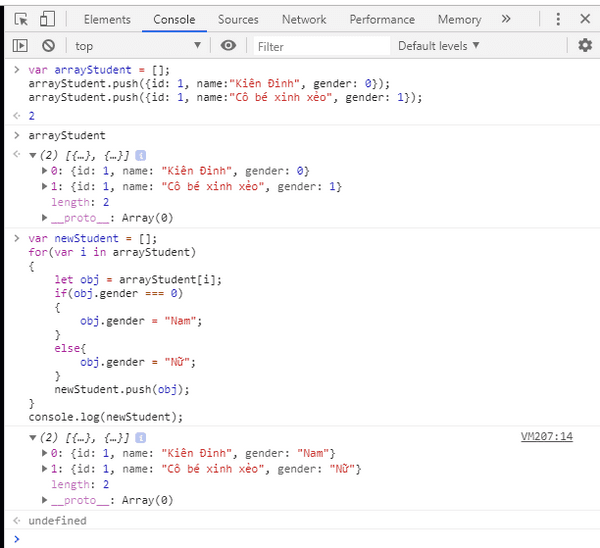 Elements Console Sources Network Performance Memory »
top ▼ Filter Default levels ▼
> var arrayStudent = [];
arrayStudent.push({id: 1, name:"Kiên Đinh", gender: 0});
arrayStudent.push({id: 1, name:"Cô bé xinh xẻo", gender: 1});
< 2
> arrayStudent
< ▼(2) [{…}, {…}] i
▶0: {id: 1, name: "Kiên Đinh", gender: 0}
▶1: {id: 1, name: "Cô bé xinh xẻo", gender: 1}
length: 2
▶__proto__: Array(0)
> var newStudent = [];
for(var i in arrayStudent)
{
let obj = arrayStudent[i];
if(obj.gender === 0)
{
obj.gender = "Nam";
}
else{
obj.gender = "Nữ";
}
newStudent.push(obj);
}
console.log(newStudent);
▼(2) [{…}, {…}] i VM207:14
▶0: {id: 1, name: "Kiên Đinh", gender: "Nam"}
▶1: {id: 1, name: "Cô bé xinh xẻo", gender: "Nữ"}
length: 2
▶__proto__: Array(0)
< undefined
>